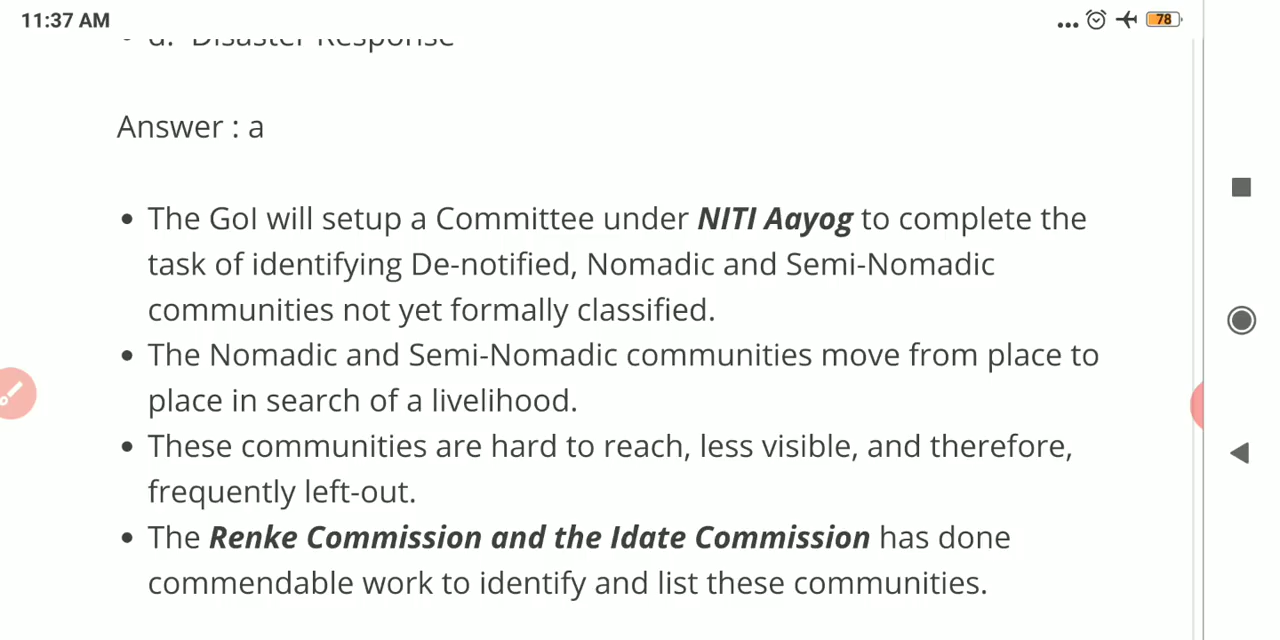 11:37 AM
78
d. Disaster Response
Answer : a
The GoI will setup a Committee under NITI Aayog to complete the
task of identifying De-notified, Nomadic and Semi-Nomadic
communities not yet formally classified.
The Nomadic and Semi-Nomadic communities move from place to
place in search of a livelihood.
These communities are hard to reach, less visible, and therefore,
frequently left-out.
The Renke Commission and the Idate Commission has done
commendable work to identify and list these communities.